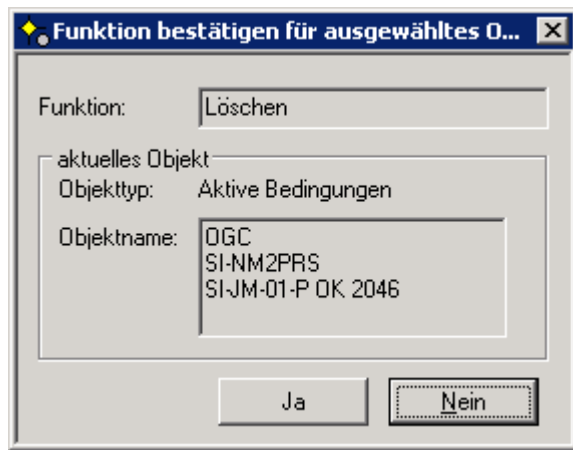 Funktion bestätigen für ausgewähltes O...
Funktion: Löschen
aktuelles Objekt
Objekttyp: Aktive Bedingungen
Objektname: OGC
SI-NM2PRS
SI-JM-01-P OK 2046
Ja Nein